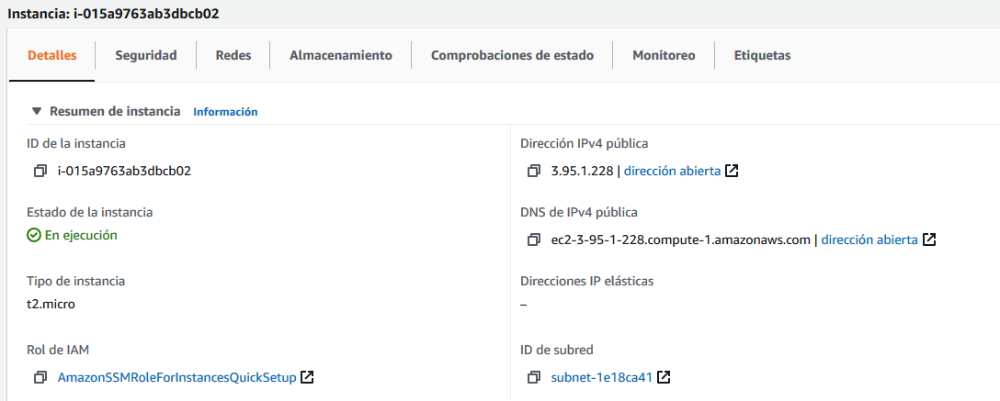 Instancia: i-015a9763ab3dbcb02
Detalles Seguridad Redes Almacenamiento Comprobaciones de estado Monitoreo Etiquetas
Resumen de instancia Información
ID de la instancia
i-015a9763ab3dbcb02
Dirección IPv4 pública
3.95.1.228 | dirección abierta
Estado de la instancia
En ejecución
DNS de IPv4 pública
ec2-3-95-1-228.compute-1.amazonaws.com | dirección abierta
Tipo de instancia
t2.micro
Direcciones IP elásticas
–
Rol de IAM
AmazonSSMRoleForInstancesQuickSetup
ID de subred
subnet-1e18ca41